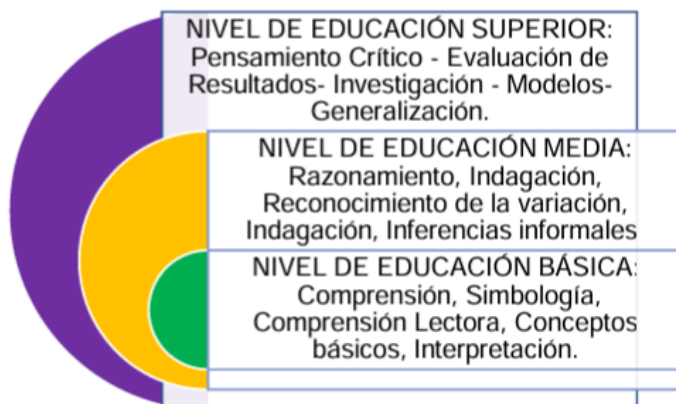 NIVEL DE EDUCACIÓN SUPERIOR:
Pensamiento Crítico - Evaluación de
Resultados- Investigación - Modelos-
Generalización.
NIVEL DE EDUCACIÓN MEDIA:
Razonamiento, Indagación,
Reconocimiento de la variación,
Indagación, Inferencias informales
NIVEL DE EDUCACIÓN BÁSICA:
Comprensión, Simbología,
Comprensión Lectora, Conceptos
básicos, Interpretación.